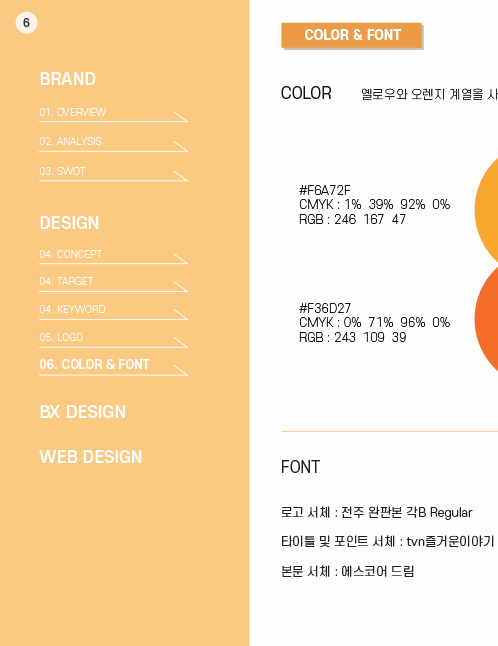 6
BRAND
01. OVERVIEW
02. ANALYSIS
03. SWOT
DESIGN
04. CONCEPT
04. TARGET
04. KEYWORD
05. LOGO
06. COLOR & FONT
BX DESIGN
WEB DESIGN
COLOR & FONT
COLOR 옐로우와 오렌지 계열을 사
#F6A72F
CMYK : 1% 39% 92% 0%
RGB : 246 167 47
#F36D27
CMYK : 0% 71% 96% 0%
RGB : 243 109 39
FONT
로고 서체 : 전주 완판본 각B Regular
타이틀 및 포인트 서체 : tvn즐거운이야기
본문 서체 : 에스코어 드림